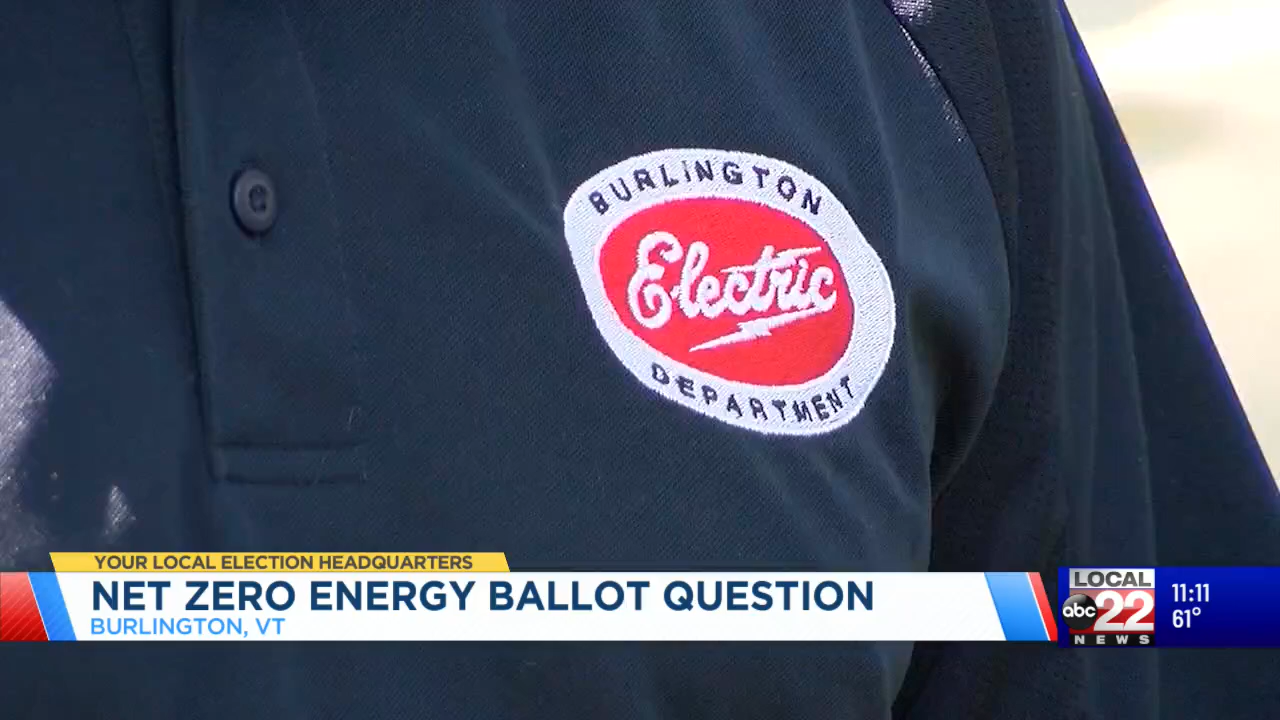 BURLINGTON
Electric
DEPARTMENT
YOUR LOCAL ELECTION HEADQUARTERS
NET ZERO ENERGY BALLOT QUESTION
BURLINGTON, VT
LOCAL
abc 22
NEWS
11:11
61°